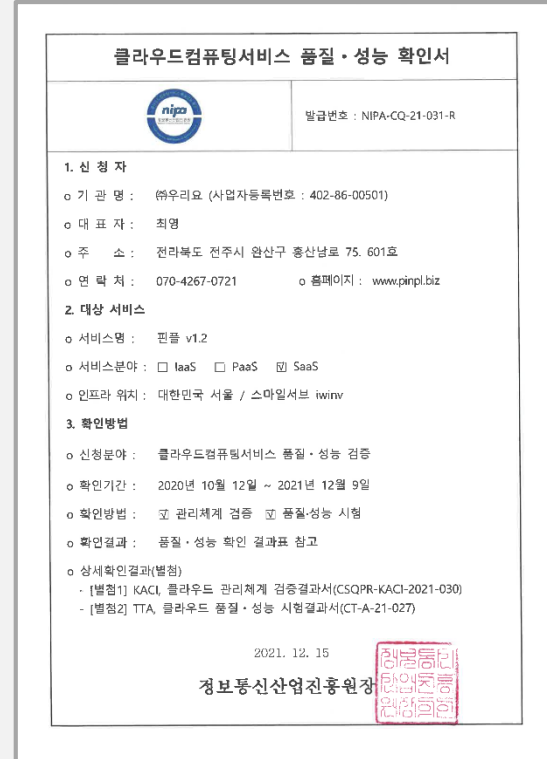 클라우드컴퓨팅서비스 품질・성능 확인서
nipa
발급번호 : NIPA-CQ-21-031-R
1. 신 청 자
o 기 관 명 : ㈜우리요 (사업자등록번호 : 402-86-00501)
o 대 표 자 : 최영
o 주 소 : 전라북도 전주시 완산구 홍산남로 75. 601호
o 연 락 처 : 070-4267-0721 o 홈페이지 : www.pinpl.biz
2. 대상 서비스
o 서비스명 : 핀플 v1.2
o 서비스분야 : ☐ IaaS ☐ PaaS ☑ SaaS
o 인프라 위치 : 대한민국 서울 / 스마일서브 iwinv
3. 확인방법
o 신청분야 : 클라우드컴퓨팅서비스 품질・성능 검증
o 확인기간 : 2020년 10월 12일 ~ 2021년 12월 9일
o 확인방법 : ☑ 관리체계 검증 ☑ 품질·성능 시험
o 확인결과 : 품질・성능 확인 결과표 참고
o 상세확인결과(별첨)
- [별첨1] KACI, 클라우드 관리체계 검증결과서(CSQPR-KACI-2021-030)
- [별첨2] TTA, 클라우드 품질・성능 시험결과서(CT-A-21-027)
2021. 12. 15
정보통신산업진흥원장